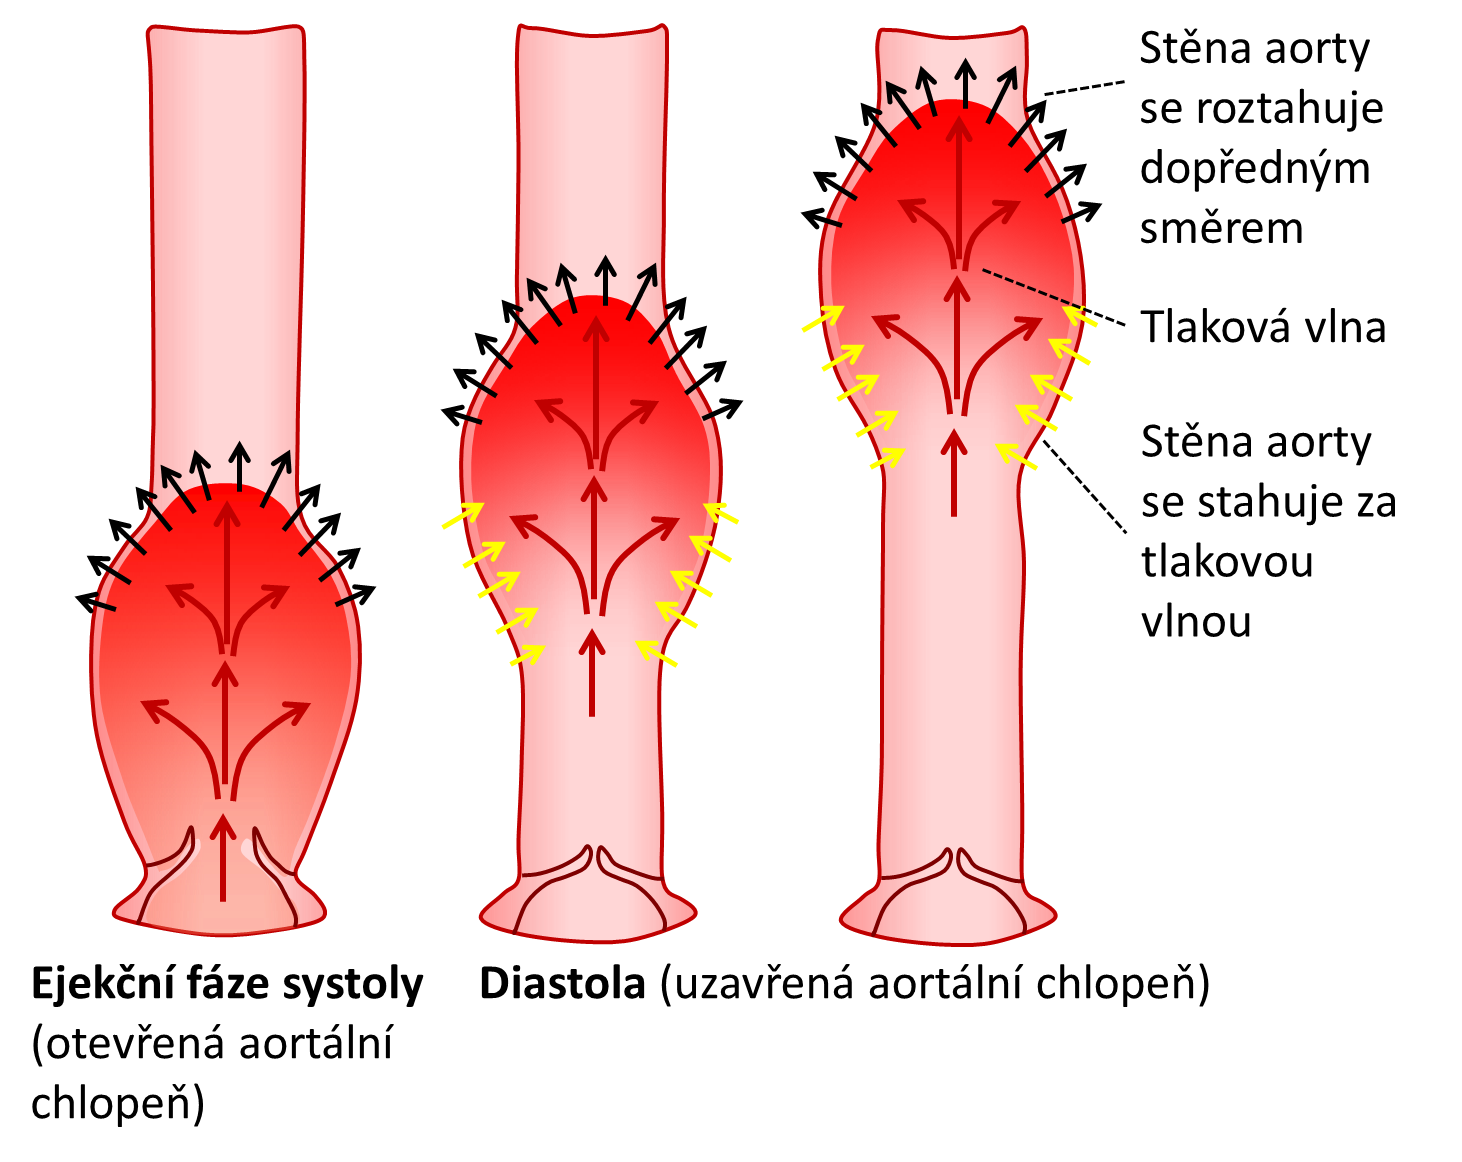 Stěna aorty
se roztahuje
dopředným
směrem
Tlaková vlna
Stěna aorty
se stahuje za
tlakovou
vlnou
Ejekční fáze systoly
(otevřená aortální
chlopeň)
Diastola (uzavřená aortální chlopeň)